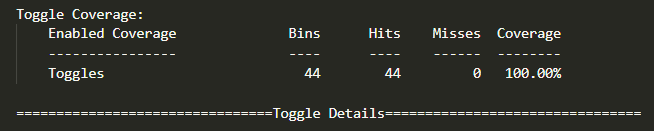 Toggle Coverage:
    Enabled Coverage              Bins      Hits    Misses  Coverage
    ----------------              ----      ----    ------  --------
    Toggles                         44        44         0   100.00%
================================Toggle Details================================